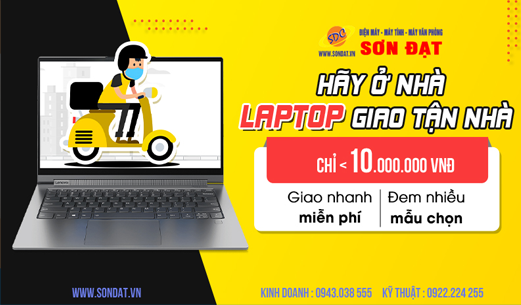 SDC
WWW.SONDAT.VN
ĐIỆN MÁY - MÁY TÍNH - MÁY VĂN PHÒNG
SƠN ĐẠT
HÃY Ở NHÀ
LAPTOP GIAO TẬN NHÀ
CHỈ < 10.000.000 VNĐ
Giao nhanh
miễn phí
Đem nhiều
mẫu chọn
Lenovo
WWW.SONDAT.VN
KINH DOANH : 0943.038 555
KỸ THUẬT : 0922.224 255